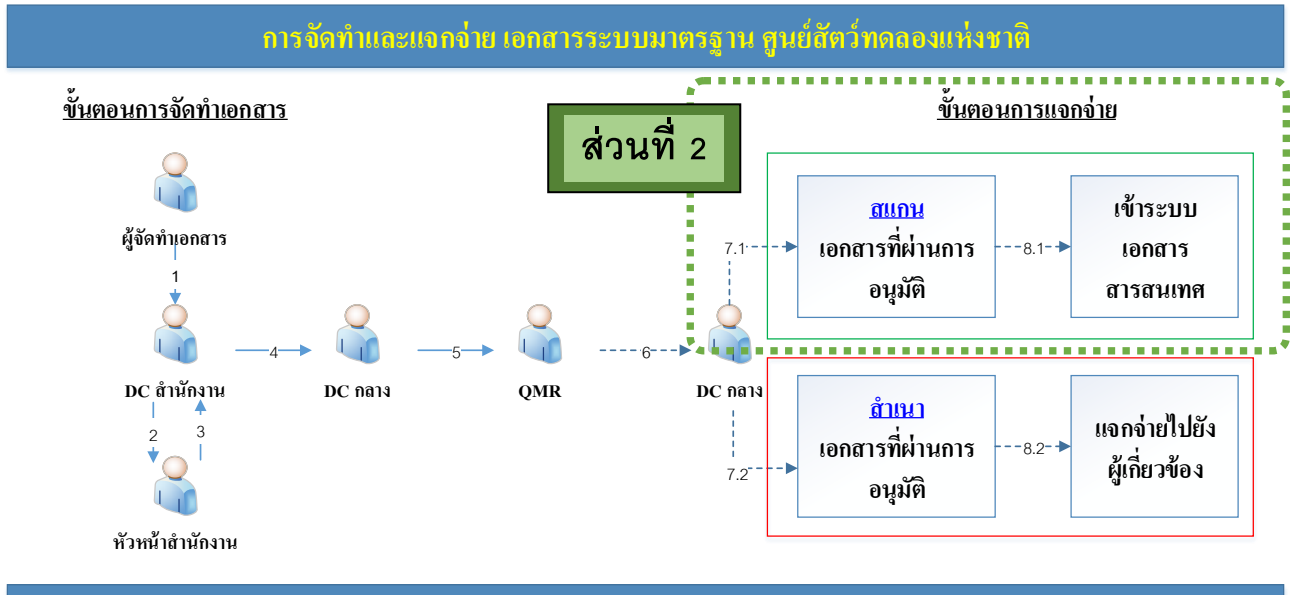 การจัดทำและแจกจ่าย เอกสารระบบมาตรฐาน ศูนย์สัตว์ทดลองแห่งชาติ
ขั้นตอนการจัดทำเอกสาร
ส่วนที่ 2
ขั้นตอนการแจกจ่าย
ผู้จัดทำเอกสาร
1
DC สำนักงาน
2
3
หัวหน้าสำนักงาน
4
DC กลาง
5
QMR
6
DC กลาง
7.1
สแกน
เอกสารที่ผ่านการ
อนุมัติ
8.1
เข้าระบบ
เอกสาร
สารสนเทศ
7.2
สำเนา
เอกสารที่ผ่านการ
อนุมัติ
8.2
แจกจ่ายไปยัง
ผู้เกี่ยวข้อง